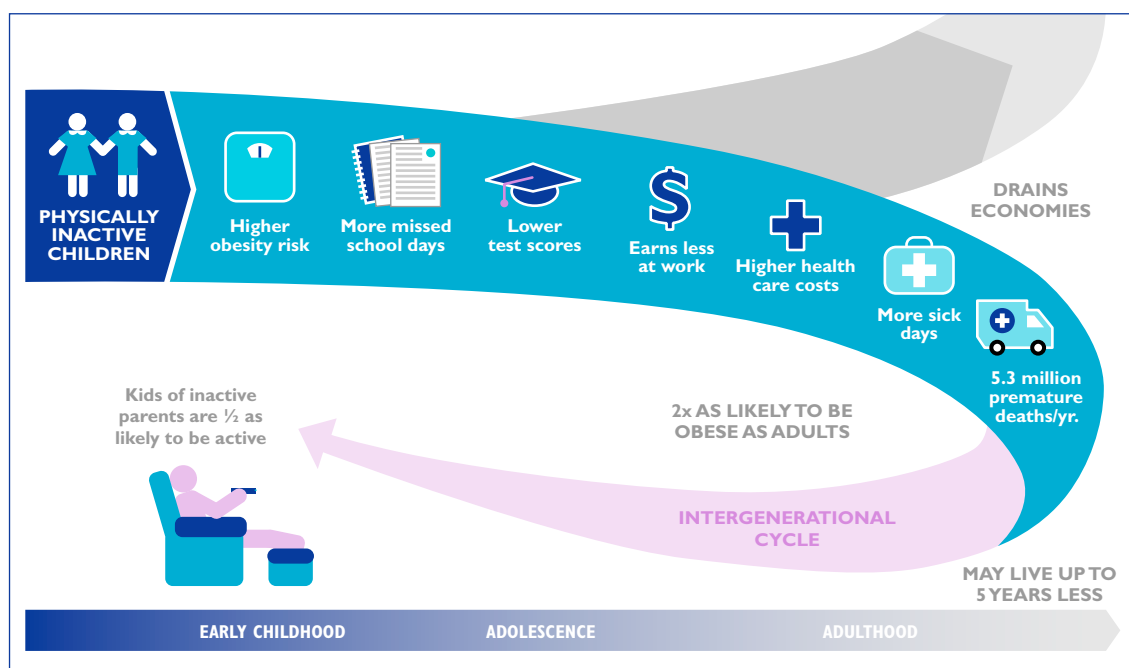 PHYSICALLY
INACTIVE
CHILDREN
Higher
obesity risk
More missed
school days
Lower
test scores
$
Earns less
at work
Higher health
care costs
More sick
days
5.3 million
premature
deaths/yr.
DRAINS
ECONOMIES
Kids of inactive
parents are ½ as
likely to be active
2x AS LIKELY TO BE
OBESE AS ADULTS
INTERGENERATIONAL
CYCLE
MAY LIVE UP TO
5 YEARS LESS
EARLY CHILDHOOD
ADOLESCENCE
ADULTHOOD